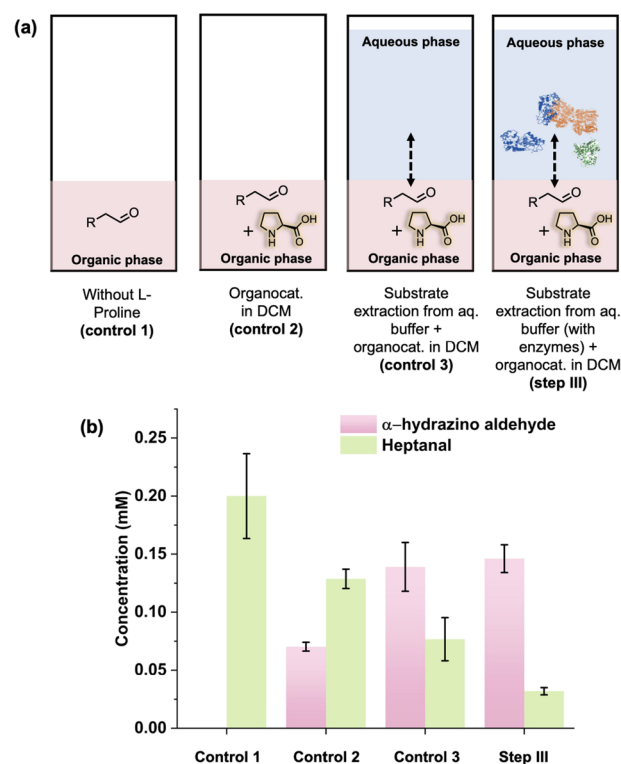 (a)
Aqueous phase
Aqueous phase
R
O
R
O
+
N
H
O
OH
R
O
+
N
H
O
OH
R
O
+
N
H
O
OH
Organic phase
Organic phase
Organic phase
Organic phase
Without L-
Proline
(control 1)
Organocat.
in DCM
(control 2)
Substrate
extraction from aq.
buffer +
organocat. in DCM
(control 3)
Substrate
extraction from aq.
buffer (with
enzymes) +
organocat. in DCM
(step III)
(b)
α–hydrazino aldehyde
Heptanal
Concentration (mM)
0.25
0.20
0.15
0.10
0.05
0.00
Control 1
Control 2
Control 3
Step III